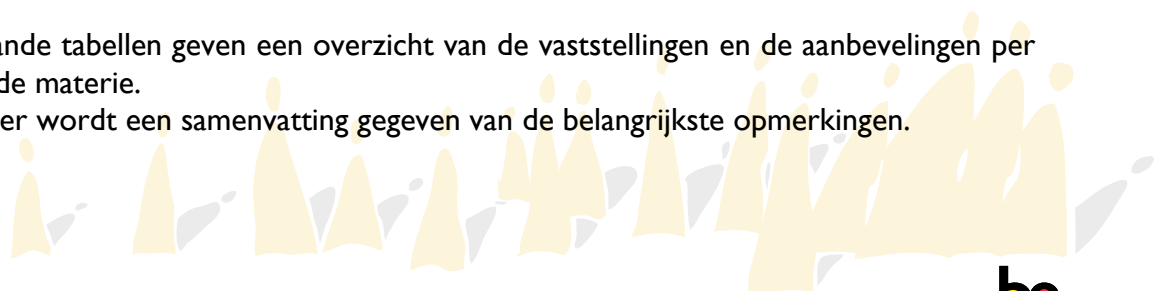 ande tabellen geven een overzicht van de vaststellingen en de aanbevelingen per
de materie.
er wordt een samenvatting gegeven van de belangrijkste opmerkingen.
be